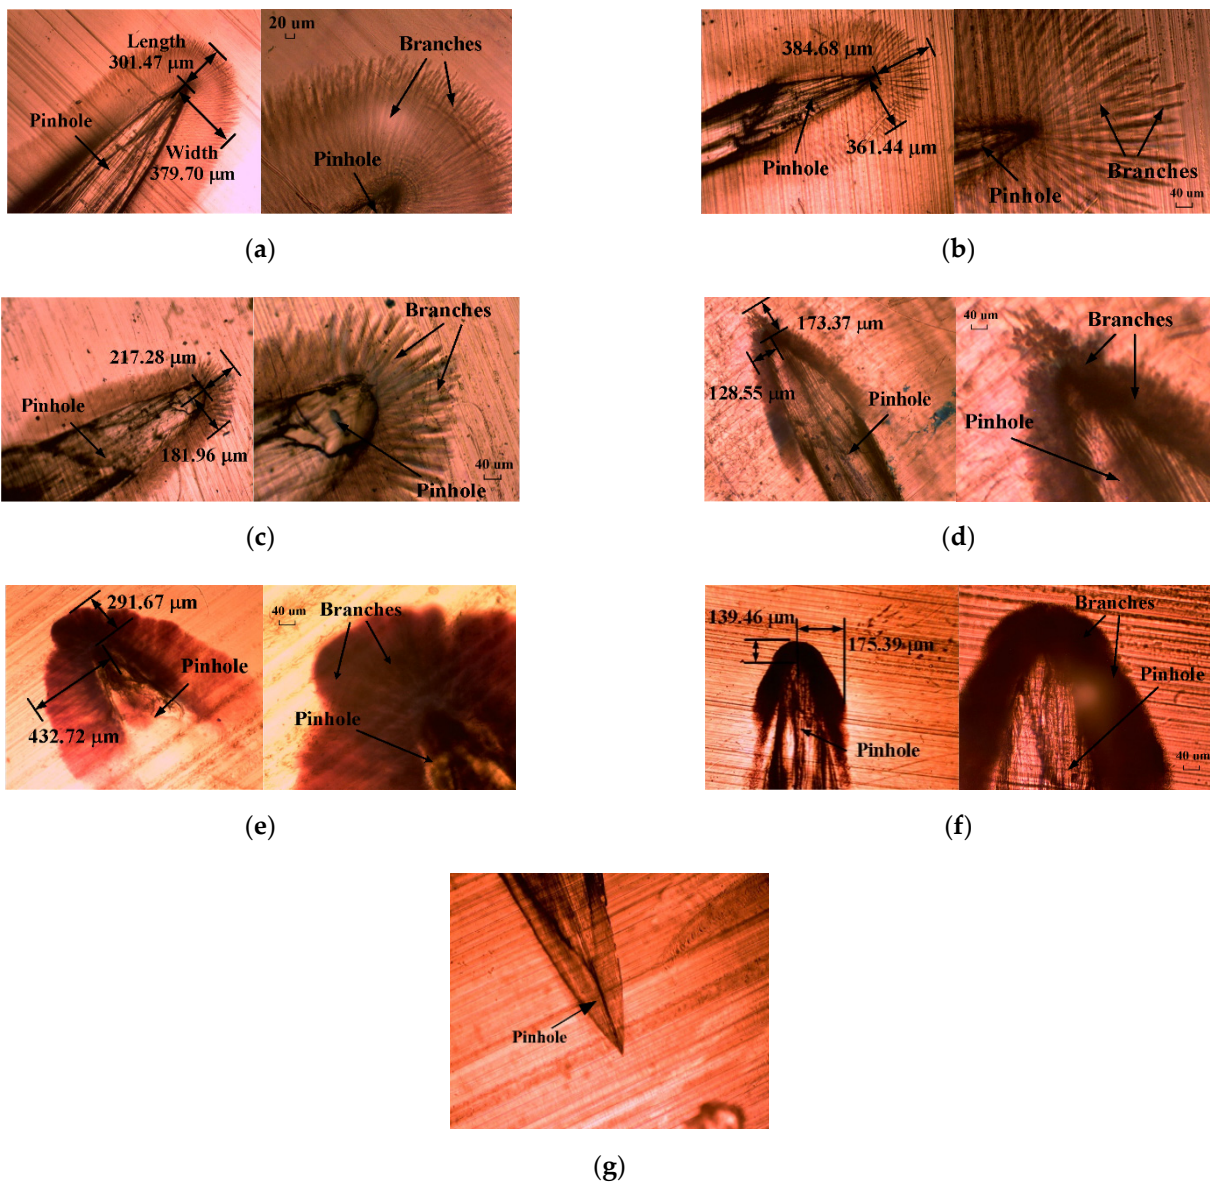 Length
301.47 μm
Pinhole
Width
379.70 μm
20 um
Branches
Pinhole
(a)
384.68 μm
Pinhole
361.44 μm
Branches
Pinhole
40 um
(b)
217.28 μm
Pinhole
181.96 μm
Branches
40 um
Pinhole
(c)
173.37 μm
128.55 μm
Pinhole
40 um
Branches
Pinhole
(d)
291.67 μm
Pinhole
432.72 μm
Branches
40 um
Pinhole
(e)
139.46 μm
175.39 μm
Pinhole
Branches
Pinhole
40 um
(f)
Pinhole
(g)